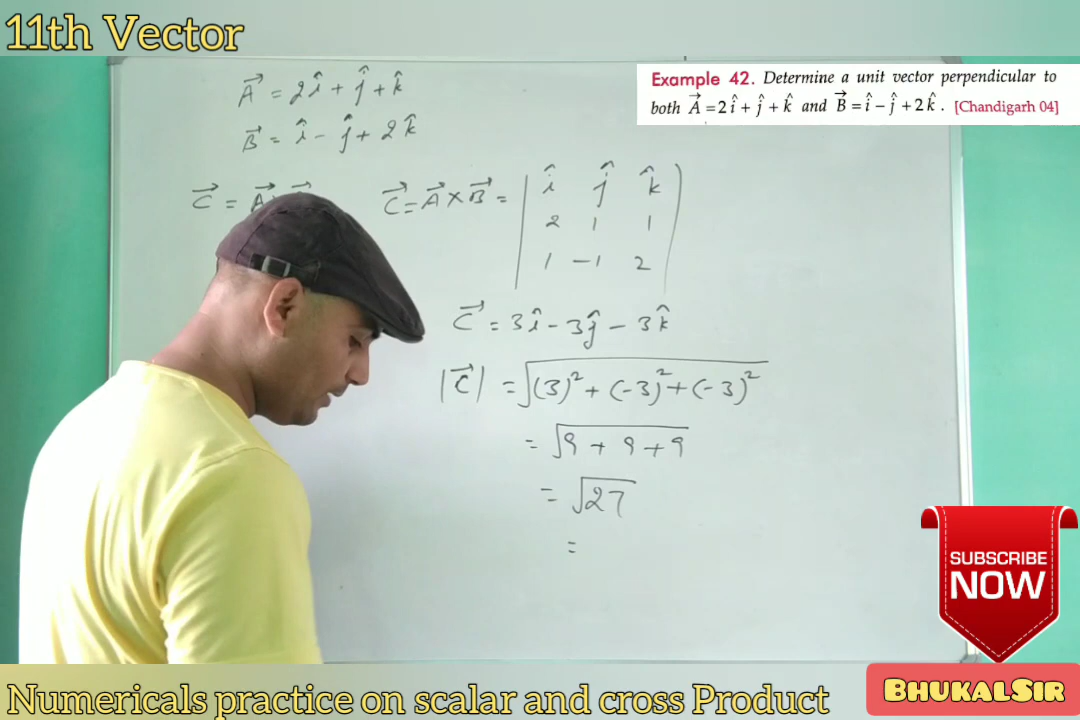 11th Vector
Example 42. Determine a unit vector perpendicular to
both A⃗ = 2î + ĵ + k̂ and B⃗ = î − ĵ + 2k̂. [Chandigarh 04]
A⃗ = 2î + ĵ + k̂
B⃗ = î − ĵ + 2k̂
C⃗ = A⃗ ×
C⃗ = A⃗ × B⃗ = | î ĵ k̂ |
2 1 1
1 −1 2
C⃗ = 3î − 3ĵ − 3k̂
|C⃗| = √(3)² + (−3)² + (−3)²
= √9 + 9 + 9
= √27
=
SUBSCRIBE
NOW
Numericals practice on scalar and cross Product
BHUKALSIR